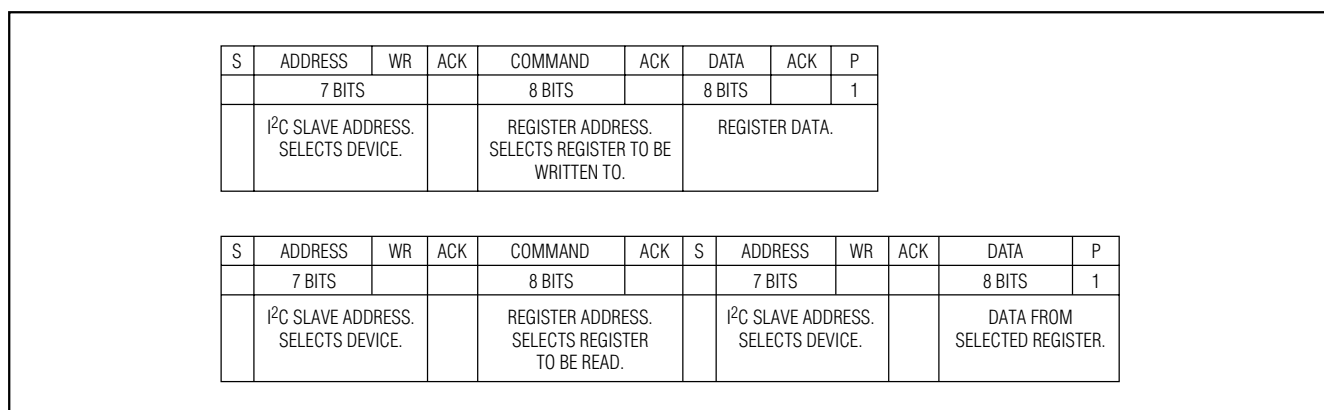 S ADDRESS WR ACK COMMAND ACK DATA ACK P
7 BITS 8 BITS 8 BITS 1
I²C SLAVE ADDRESS. REGISTER ADDRESS. REGISTER DATA.
SELECTS DEVICE. SELECTS REGISTER TO BE
WRITTEN TO.
S ADDRESS WR ACK COMMAND ACK S ADDRESS WR ACK DATA P
7 BITS 8 BITS 7 BITS 8 BITS 1
I²C SLAVE ADDRESS. REGISTER ADDRESS. I²C SLAVE ADDRESS. DATA FROM
SELECTS DEVICE. SELECTS REGISTER SELECTS DEVICE. SELECTED REGISTER.
TO BE READ.